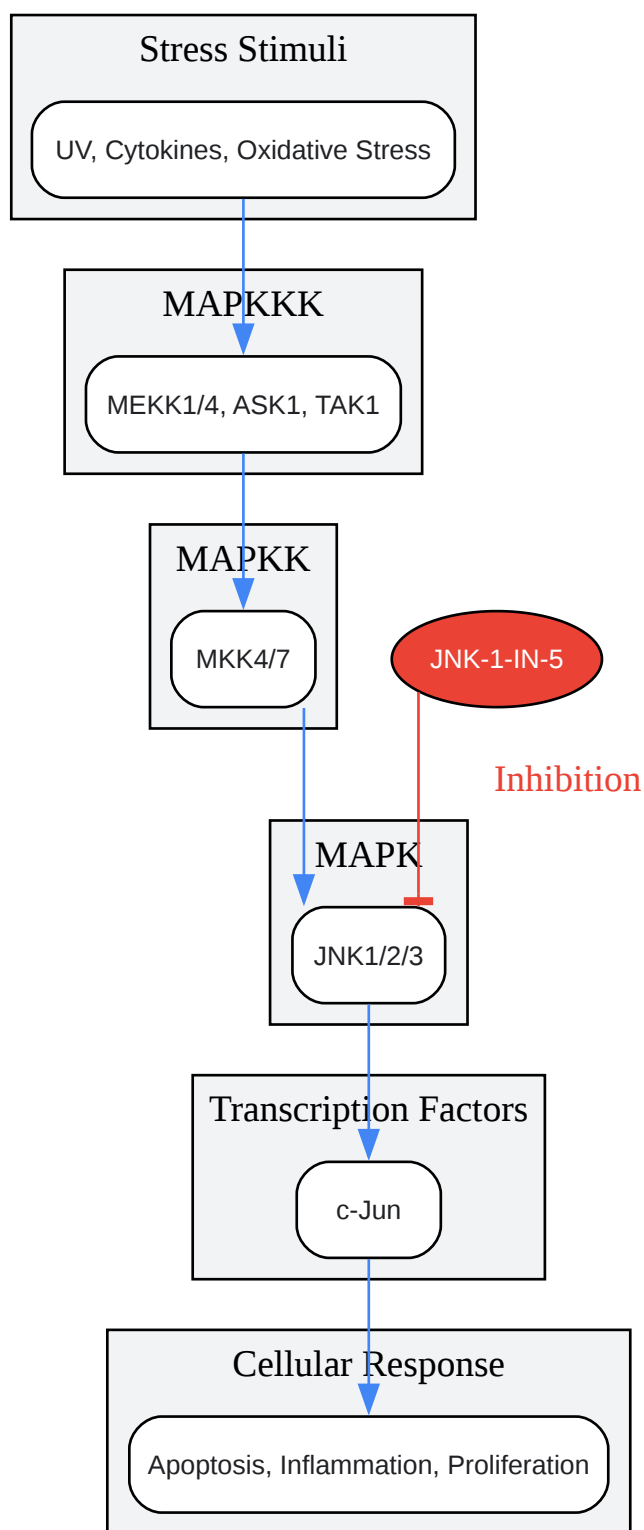 Stress Stimuli
UV, Cytokines, Oxidative Stress
MAPKKK
MEKK1/4, ASK1, TAK1
MAPKK
MKK4/7
JNK-1-IN-5
Inhibition
MAPK
JNK1/2/3
Transcription Factors
c-Jun
Cellular Response
Apoptosis, Inflammation, Proliferation